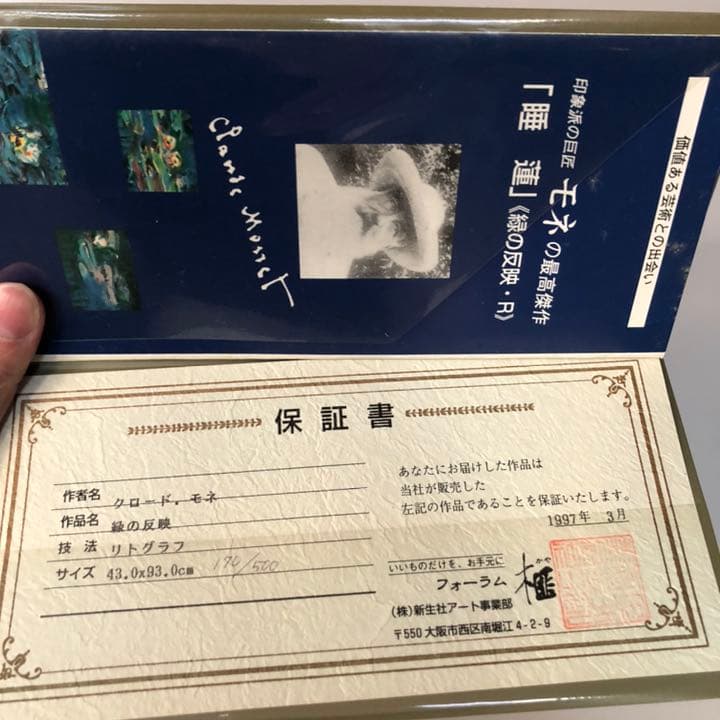 価値ある芸術との出会い
印象派の巨匠 モネの最高傑作
「睡 蓮」《緑の反映・R》
Claude Monet
保証書
作者名 クロード．モネ
作品名 緑の反映
技 法 リトグラフ
サイズ 43.0x93.0cm 170/500
あなたにお届けした作品は
当社が販売した
左記の作品であることを保証いたします。
1997年 3月
いいものだけを、お手元に
フォーラム 榧
かや
(株)新生社アート事業部
〒550 大阪市西区南堀江4-2-9